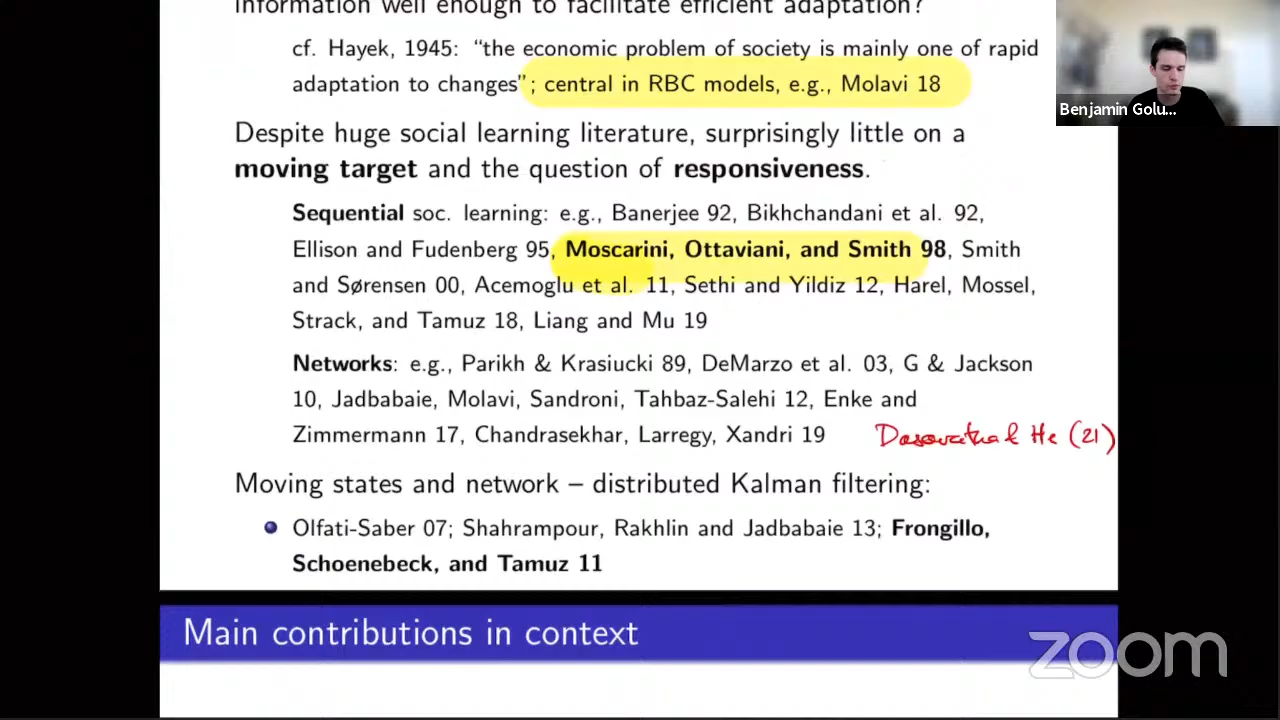 information well enough to facilitate efficient adaptation?
cf. Hayek, 1945: “the economic problem of society is mainly one of rapid
adaptation to changes”; central in RBC models, e.g., Molavi 18
Benjamin Golu...
Despite huge social learning literature, surprisingly little on a
moving target and the question of responsiveness.
Sequential soc. learning: e.g., Banerjee 92, Bikhchandani et al. 92,
Ellison and Fudenberg 95, Moscarini, Ottaviani, and Smith 98, Smith
and Sørensen 00, Acemoglu et al. 11, Sethi and Yildiz 12, Harel, Mossel,
Strack, and Tamuz 18, Liang and Mu 19
Networks: e.g., Parikh & Krasiucki 89, DeMarzo et al. 03, G & Jackson
10, Jadbabaie, Molavi, Sandroni, Tahbaz-Salehi 12, Enke and
Zimmermann 17, Chandrasekhar, Larregy, Xandri 19
He (21)
Moving states and network – distributed Kalman filtering:
Olfati-Saber 07; Shahrampour, Rakhlin and Jadbabaie 13; Frongillo,
Schoenebeck, and Tamuz 11
Main contributions in context
zoom